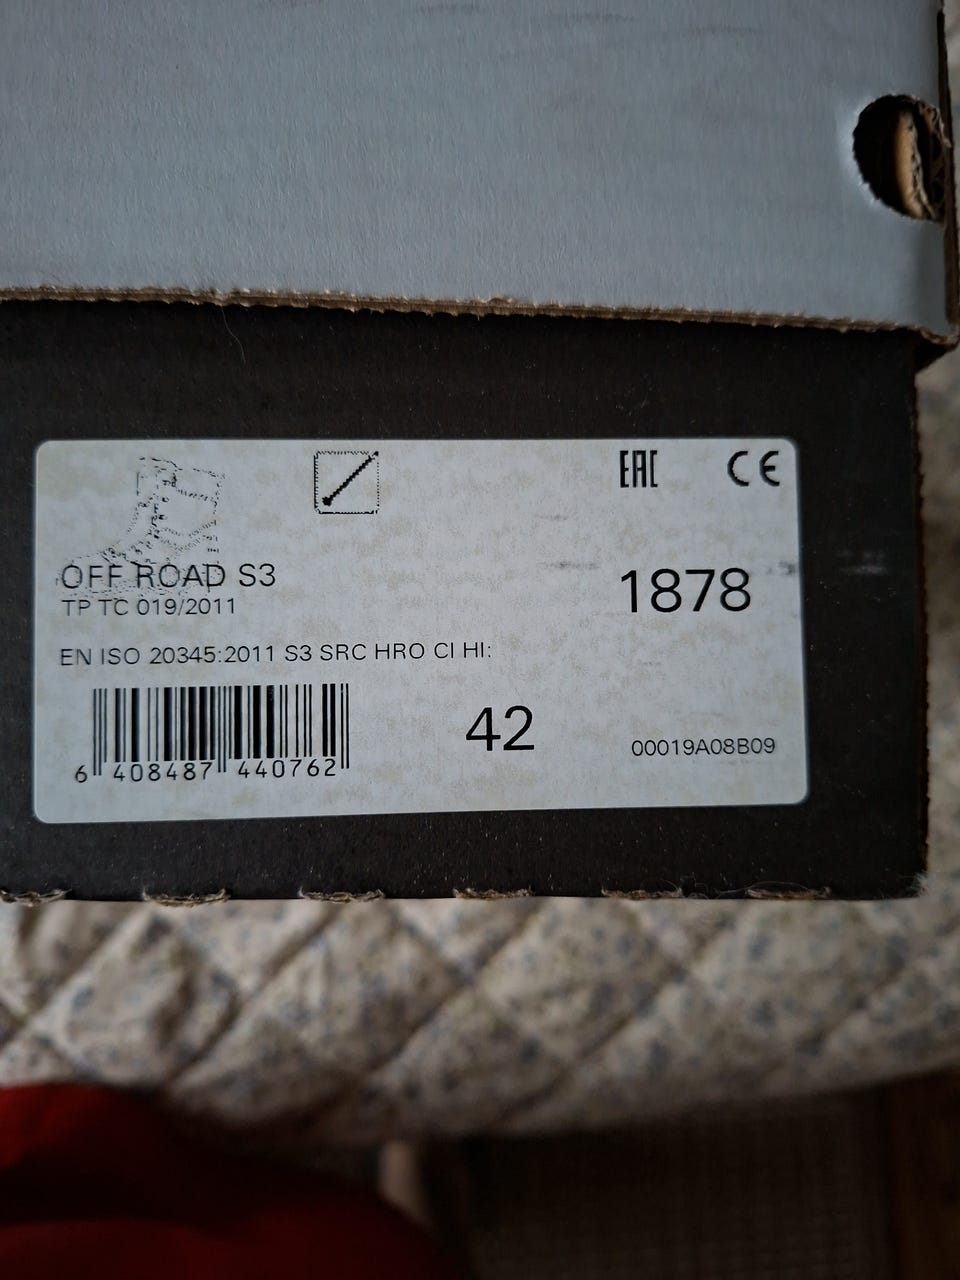 EAC CE
OFF ROAD S3
1878
TP TC 019/2011
EN ISO 20345:2011 S3 SRC HRO CI HI:
42
00019A08B09
6 408487 440762